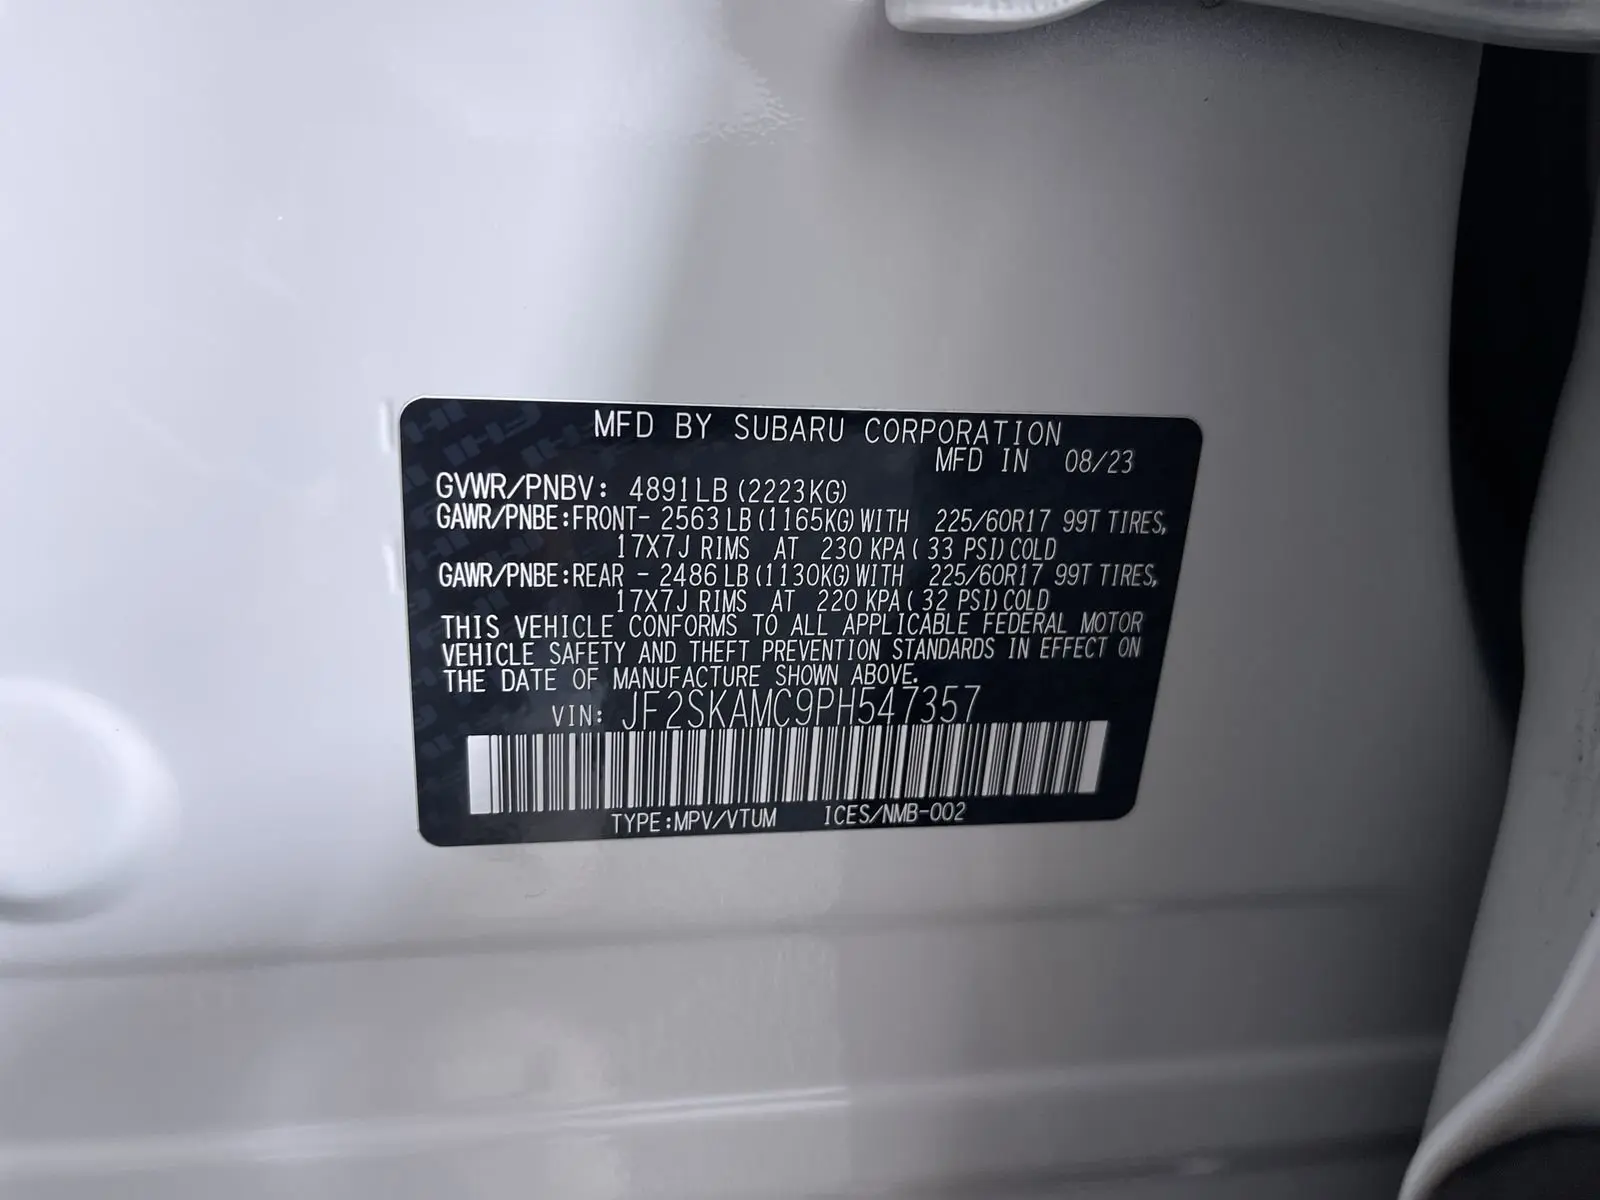 MFD BY SUBARU CORPORATION
MFD IN 08/23
GVWR/PNBV: 4891LB (2223KG)
GAWR/PNBE:FRONT- 2563 LB (1165KG) WITH 225/60R17 99T TIRES,
17X7J RIMS AT 230 KPA ( 33 PSI) COLD
GAWR/PNBE:REAR - 2486 LB (1130KG) WITH 225/60R17 99T TIRES,
17X7J RIMS AT 220 KPA ( 32 PSI) COLD
THIS VEHICLE CONFORMS TO ALL APPLICABLE FEDERAL MOTOR
VEHICLE SAFETY AND THEFT PREVENTION STANDARDS IN EFFECT ON
THE DATE OF MANUFACTURE SHOWN ABOVE.
VIN: JF2SKAMC9PH547357
TYPE:MPV/VTUM ICES/NMB-002